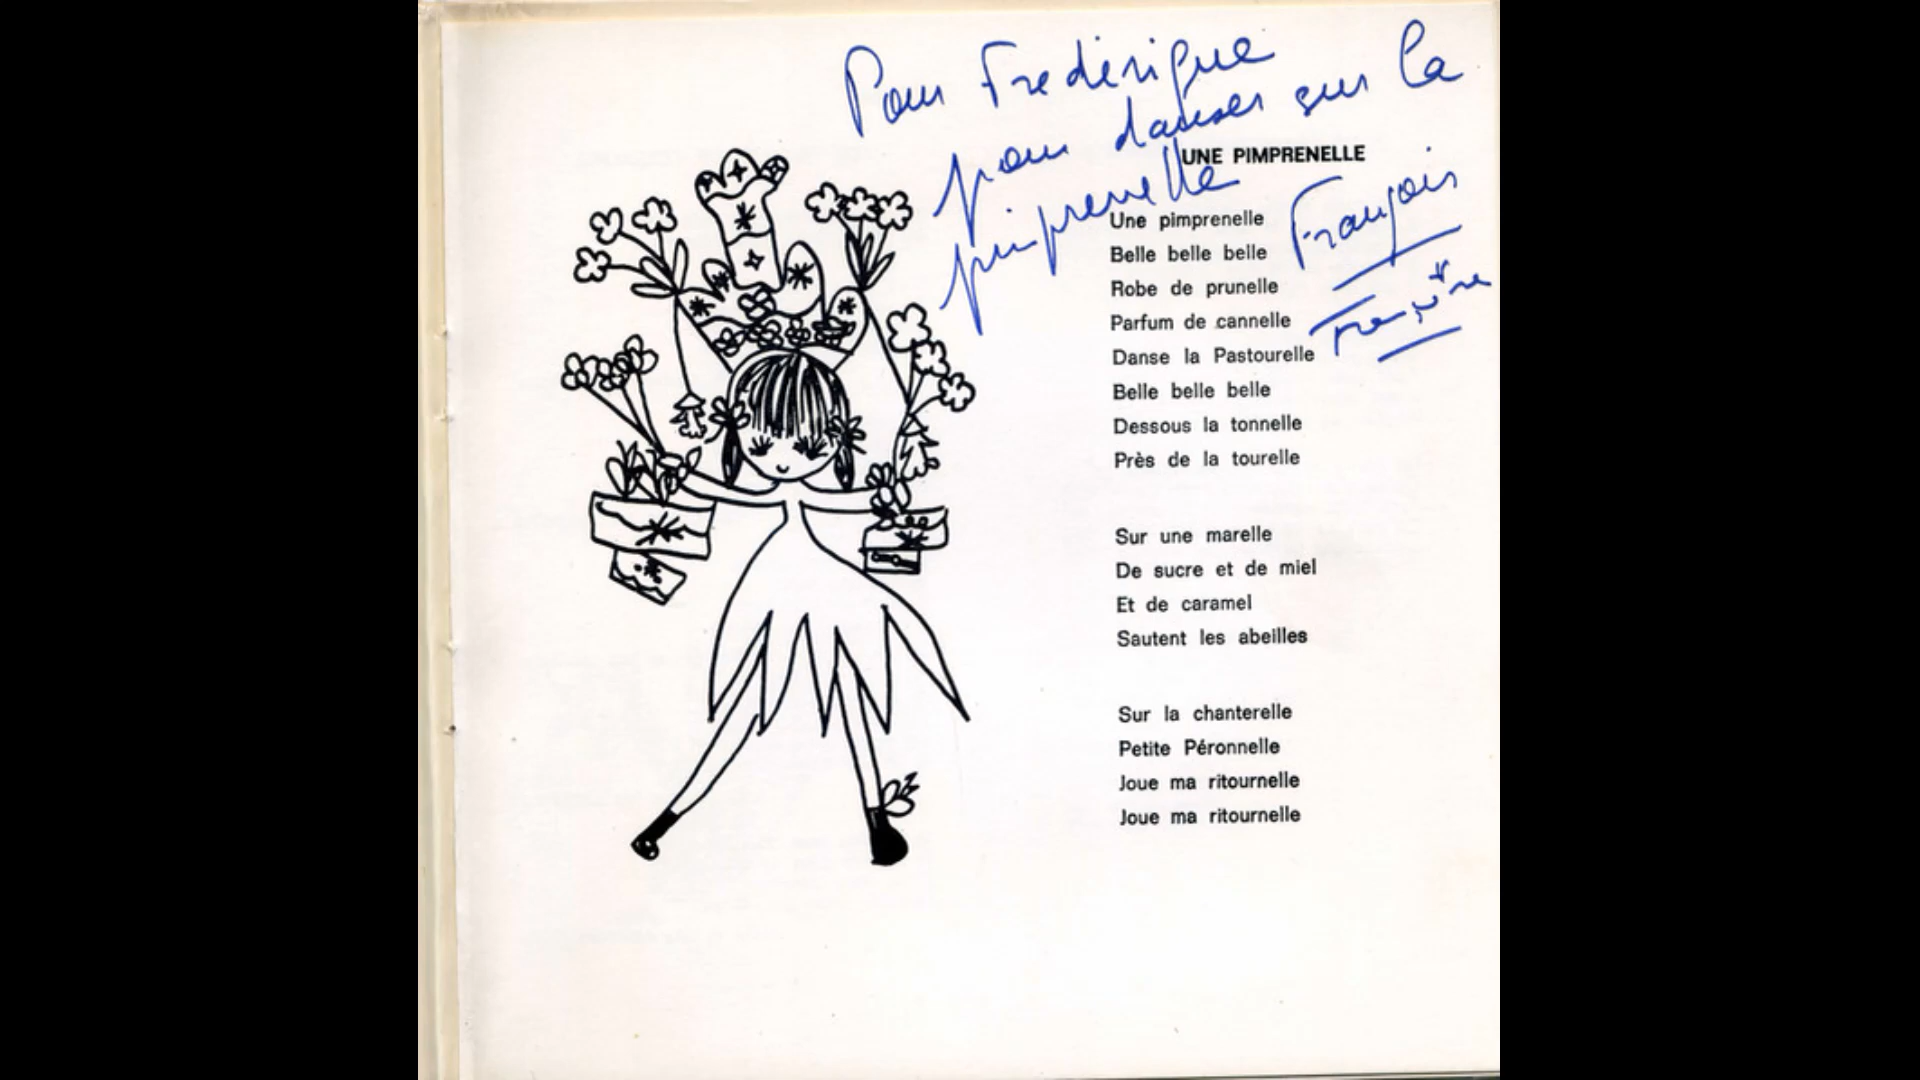 Pour Frédérique
pour danser sur la
pimprenelle
François
UNE PIMPRENELLE
Une pimprenelle
Belle belle belle
Robe de prunelle
Parfum de cannelle
Danse la Pastourelle
Belle belle belle
Dessous la tonnelle
Près de la tourelle
Sur une marelle
De sucre et de miel
Et de caramel
Sautent les abeilles
Sur la chanterelle
Petite Péronnelle
Joue ma ritournelle
Joue ma ritournelle